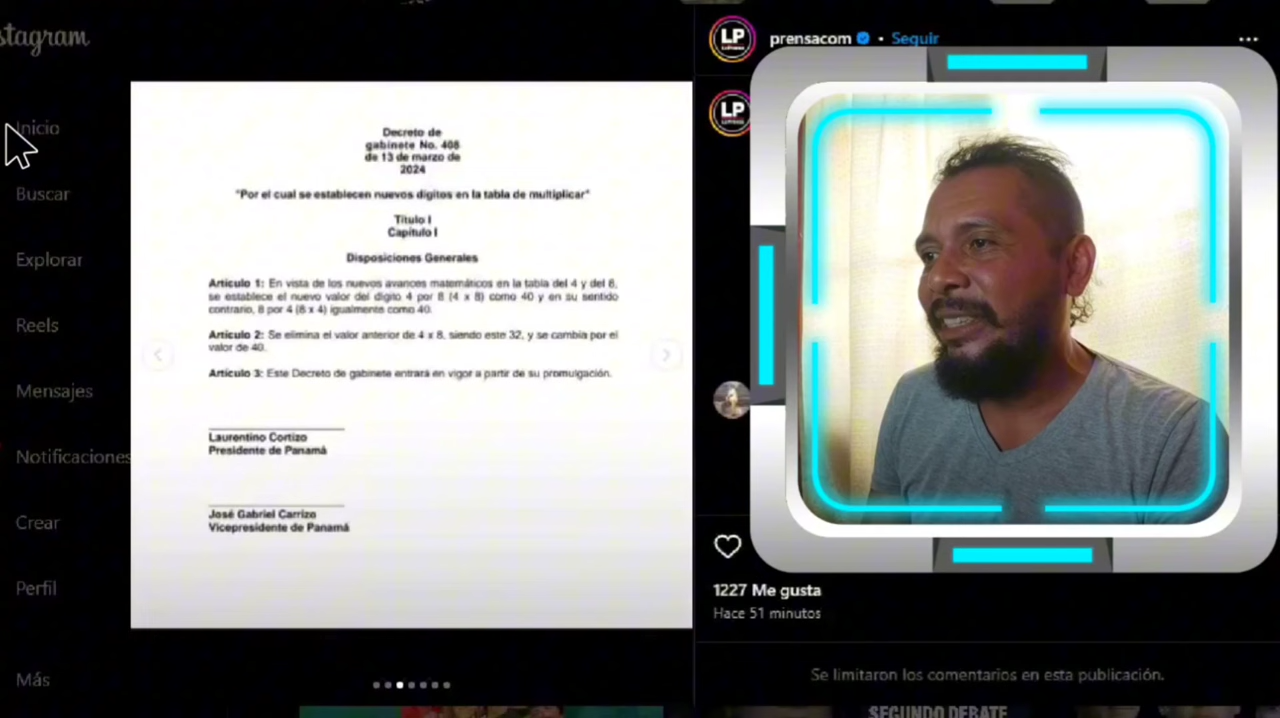 stagram
Inicio
Buscar
Explorar
Reels
Mensajes
Notificaciones
Crear
Perfil
Más
Decreto de
gabinete No. 408
de 13 de marzo de
2024
"Por el cual se establecen nuevos dígitos en la tabla de multiplicar"
Título I
Capítulo I
Disposiciones Generales
Artículo 1: En vista de los nuevos avances matemáticos en la tabla del 4 y del 8,
se establece el nuevo valor del dígito 4 por 8 (4 x 8) como 40 y en su sentido
contrario, 8 por 4 (8 x 4) igualmente como 40.
Artículo 2: Se elimina el valor anterior de 4 x 8, siendo este 32, y se cambia por el
valor de 40.
Artículo 3: Este Decreto de gabinete entrará en vigor a partir de su promulgación.
Laurentino Cortizo
Presidente de Panamá
José Gabriel Carrizo
Vicepresidente de Panamá
LP
prensacom • Seguir
LP
1227 Me gusta
Hace 51 minutos
Se limitaron los comentarios en esta publicación.
SEGUNDO DEBATE